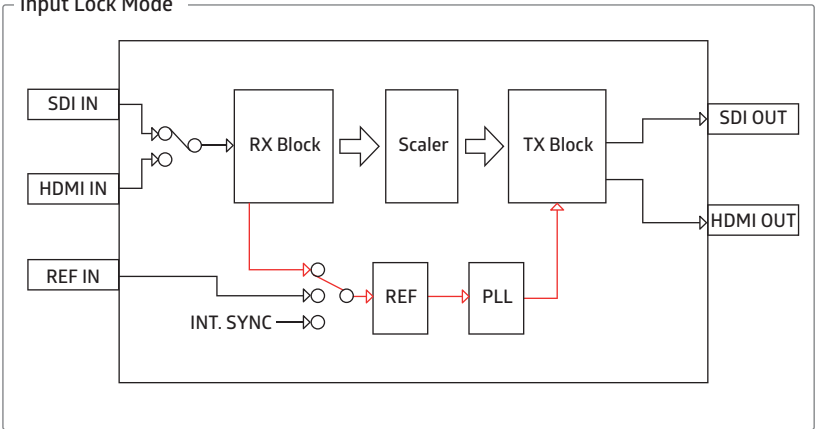 Input Lock Mode
SDI IN
RX Block
Scaler
TX Block
SDI OUT
HDMI IN
HDMI OUT
REF IN
REF
PLL
INT. SYNC